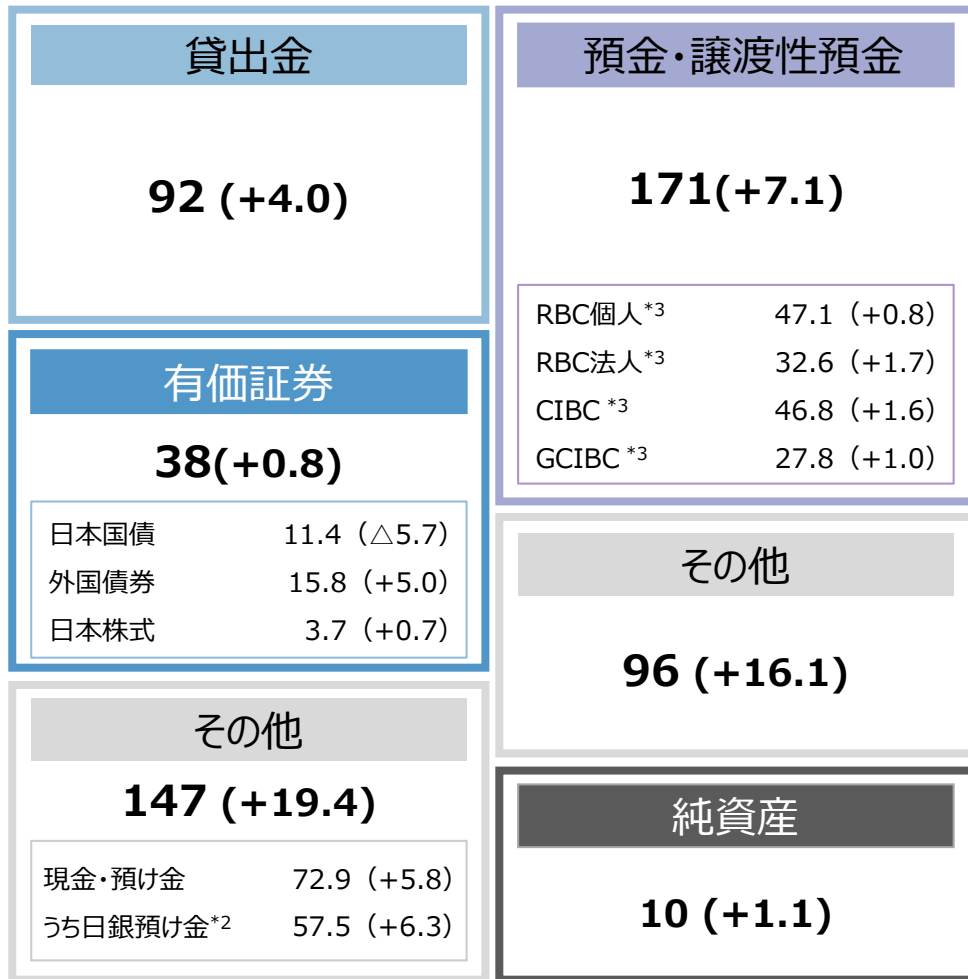 貸出金
92 (+4.0)
有価証券
38(+0.8)
日本国債 11.4 (△5.7)
外国債券 15.8 (+5.0)
日本株式 3.7 (+0.7)
その他
147 (+19.4)
現金・預け金 72.9 (+5.8)
うち日銀預け金*2 57.5 (+6.3)
預金・譲渡性預金
171(+7.1)
RBC個人*3 47.1 (+0.8)
RBC法人*3 32.6 (+1.7)
CIBC *3 46.8 (+1.6)
GCIBC *3 27.8 (+1.0)
その他
96 (+16.1)
純資産
10 (+1.1)